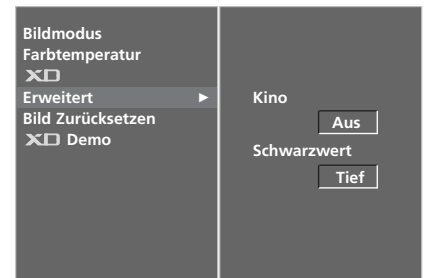 Bildmodus
Farbtemperatur
XD
Erweitert ►
Bild Zurücksetzen
XD Demo
Kino
Aus
Schwarzwert
Tief